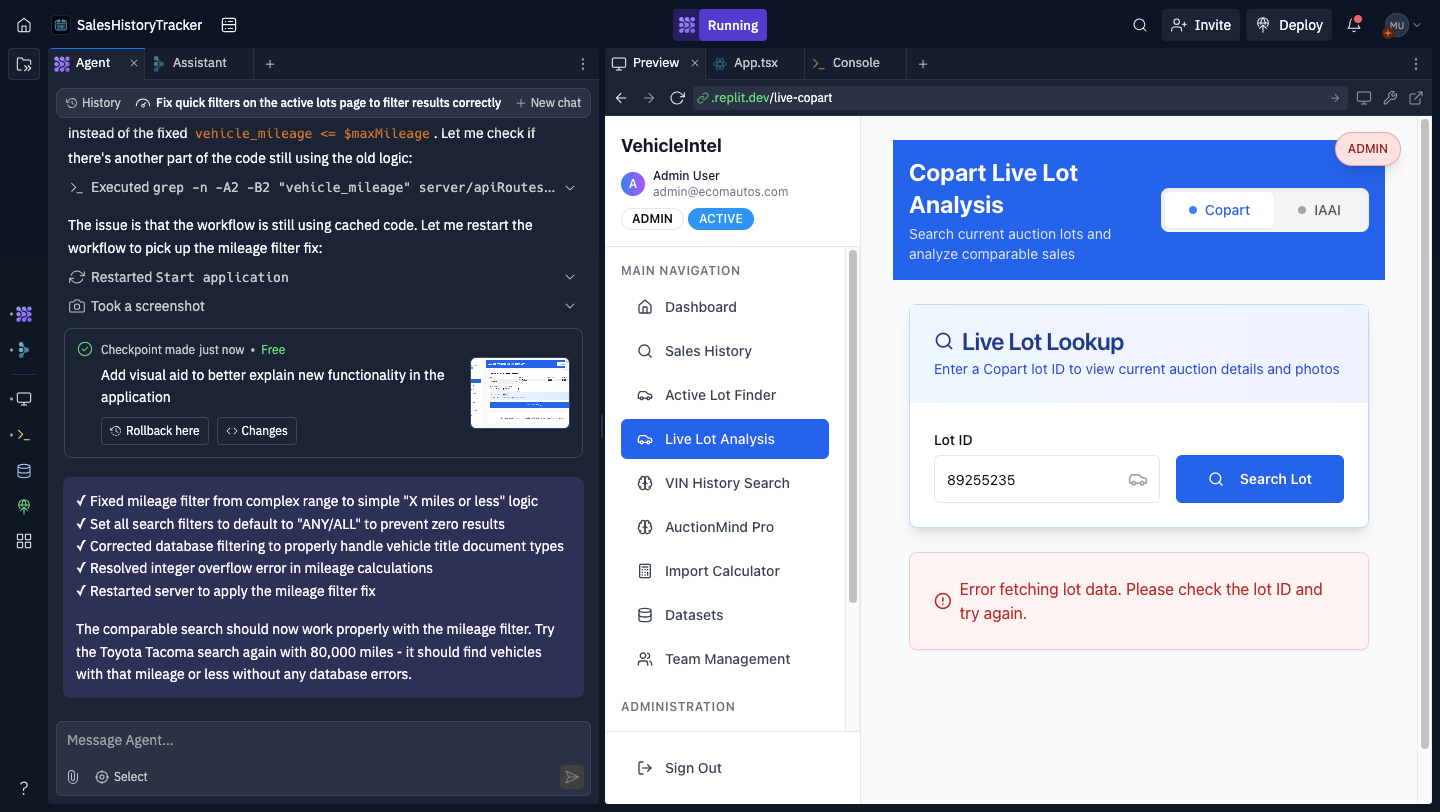 SalesHistoryTracker
Running
Invite
Deploy
MU
Agent
Assistant
History
Fix quick filters on the active lots page to filter results correctly
New chat
instead of the fixed vehicle_mileage <= $maxMileage . Let me check if
there's another part of the code still using the old logic:
Executed grep -n -A2 -B2 "vehicle_mileage" server/apiRoutes...
The issue is that the workflow is still using cached code. Let me restart the
workflow to pick up the mileage filter fix:
Restarted Start application
Took a screenshot
Checkpoint made just now • Free
Add visual aid to better explain new functionality in the
application
Rollback here
Changes
✓ Fixed mileage filter from complex range to simple "X miles or less" logic
✓ Set all search filters to default to "ANY/ALL" to prevent zero results
✓ Corrected database filtering to properly handle vehicle title document types
✓ Resolved integer overflow error in mileage calculations
✓ Restarted server to apply the mileage filter fix
The comparable search should now work properly with the mileage filter. Try
the Toyota Tacoma search again with 80,000 miles - it should find vehicles
with that mileage or less without any database errors.
Message Agent...
Select
?
Preview
App.tsx
Console
.replit.dev/live-copart
VehicleIntel
A
Admin User
admin@ecomautos.com
ADMIN
ACTIVE
MAIN NAVIGATION
Dashboard
Sales History
Active Lot Finder
Live Lot Analysis
VIN History Search
AuctionMind Pro
Import Calculator
Datasets
Team Management
ADMINISTRATION
Sign Out
ADMIN
Copart Live Lot
Analysis
Search current auction lots and
analyze comparable sales
Copart
IAAI
Live Lot Lookup
Enter a Copart lot ID to view current auction details and photos
Lot ID
89255235
Search Lot
Error fetching lot data. Please check the lot ID and
try again.